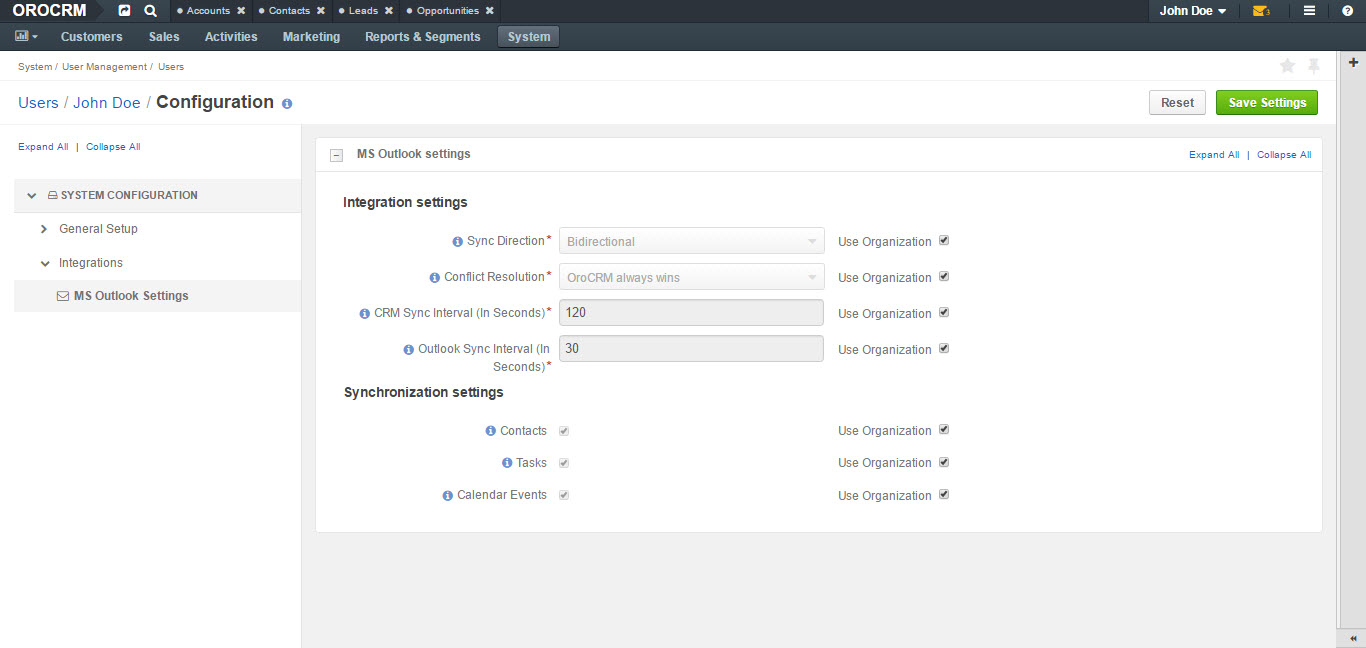 OROCRM Accounts Contacts Leads Opportunities John Doe 3
Customers Sales Activities Marketing Reports & Segments System
System / User Management / Users
Users / John Doe / Configuration
Reset Save Settings
Expand All | Collapse All
SYSTEM CONFIGURATION
General Setup
Integrations
MS Outlook Settings
MS Outlook settings
Expand All | Collapse All
Integration settings
Sync Direction* Bidirectional Use Organization
Conflict Resolution* OroCRM always wins Use Organization
CRM Sync Interval (In Seconds)* 120 Use Organization
Outlook Sync Interval (In
Seconds)* 30 Use Organization
Synchronization settings
Contacts Use Organization
Tasks Use Organization
Calendar Events Use Organization